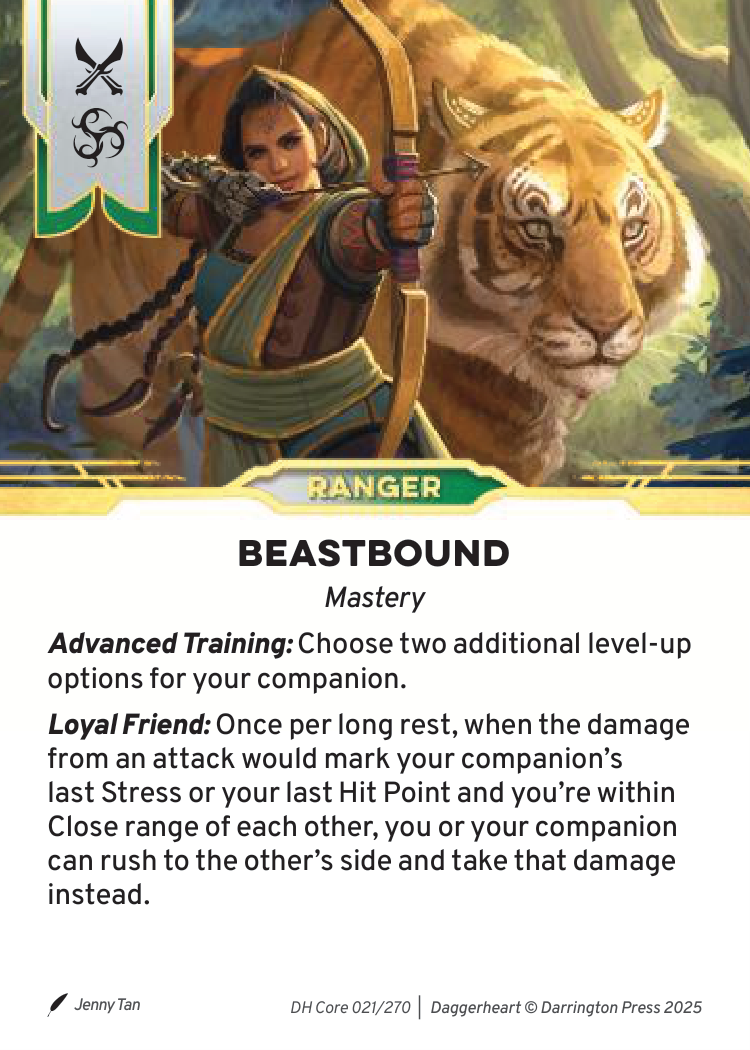 RANGER
BEASTBOUND
Mastery
Advanced Training: Choose two additional level-up
options for your companion.
Loyal Friend: Once per long rest, when the damage
from an attack would mark your companion’s
last Stress or your last Hit Point and you’re within
Close range of each other, you or your companion
can rush to the other’s side and take that damage
instead.
Jenny Tan
DH Core 021/270 | Daggerheart © Darrington Press 2025